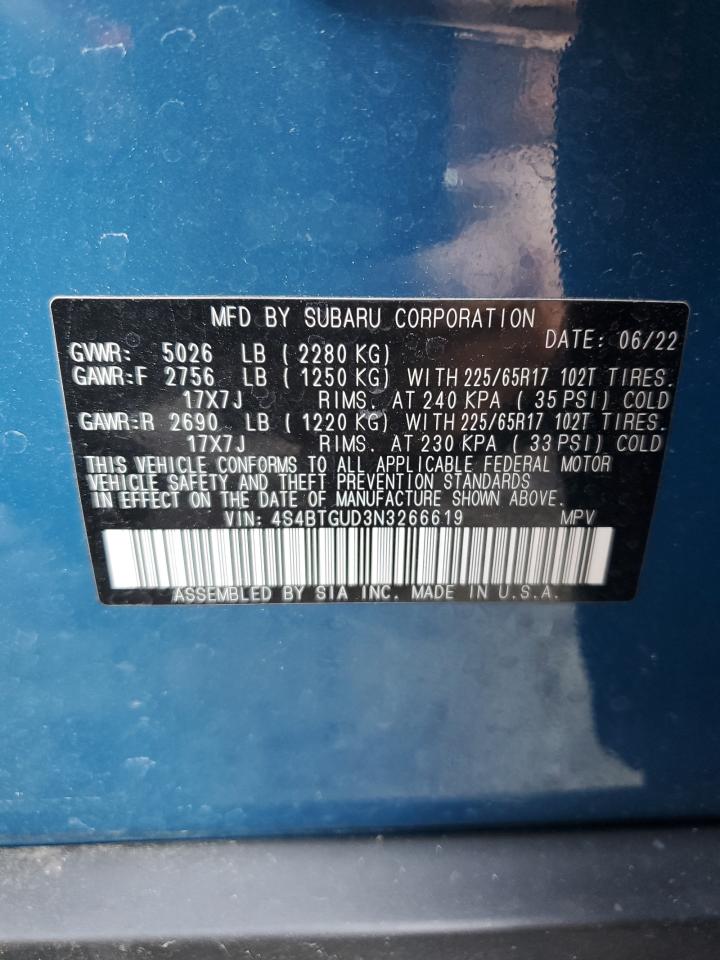 MFD BY SUBARU CORPORATION
DATE: 06/22
GVWR: 5026 LB ( 2280 KG)
GAWR:F 2756 LB ( 1250 KG) WITH 225/65R17 102T TIRES.
17X7J RIMS. AT 240 KPA ( 35 PSI) COLD
GAWR:R 2690 LB ( 1220 KG) WITH 225/65R17 102T TIRES.
17X7J RIMS. AT 230 KPA ( 33 PSI) COLD
THIS VEHICLE CONFORMS TO ALL APPLICABLE FEDERAL MOTOR
VEHICLE SAFETY AND THEFT PREVENTION STANDARDS
IN EFFECT ON THE DATE OF MANUFACTURE SHOWN ABOVE.
VIN: 4S4BTGUD3N3266619 MPV
ASSEMBLED BY SIA INC. MADE IN U.S.A.